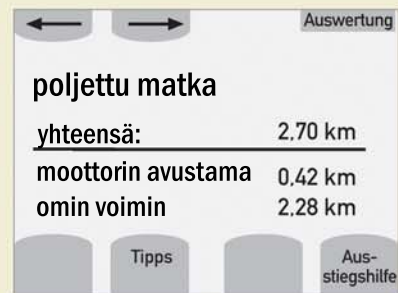 Auswertung
poljettu matka
yhteensä: 2,70 km
moottorin avustama 0,42 km
omin voimin 2,28 km
Tipps
Aus-
stiegshilfe